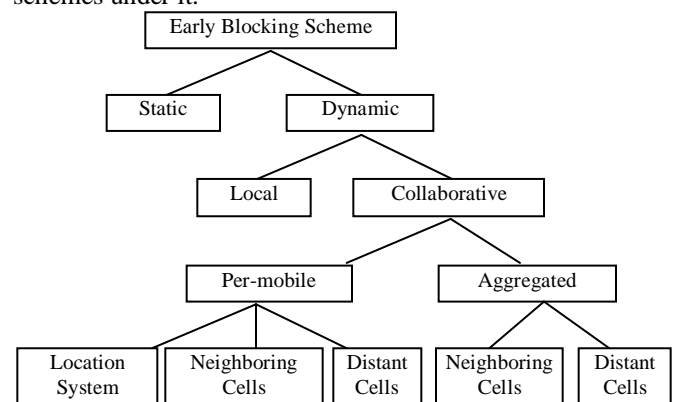 schemes under it.
Early Blocking Scheme
Static
Dynamic
Local
Collaborative
Per-mobile
Aggregated
Location
System
Neighboring
Cells
Distant
Cells
Neighboring
Cells
Distant
Cells